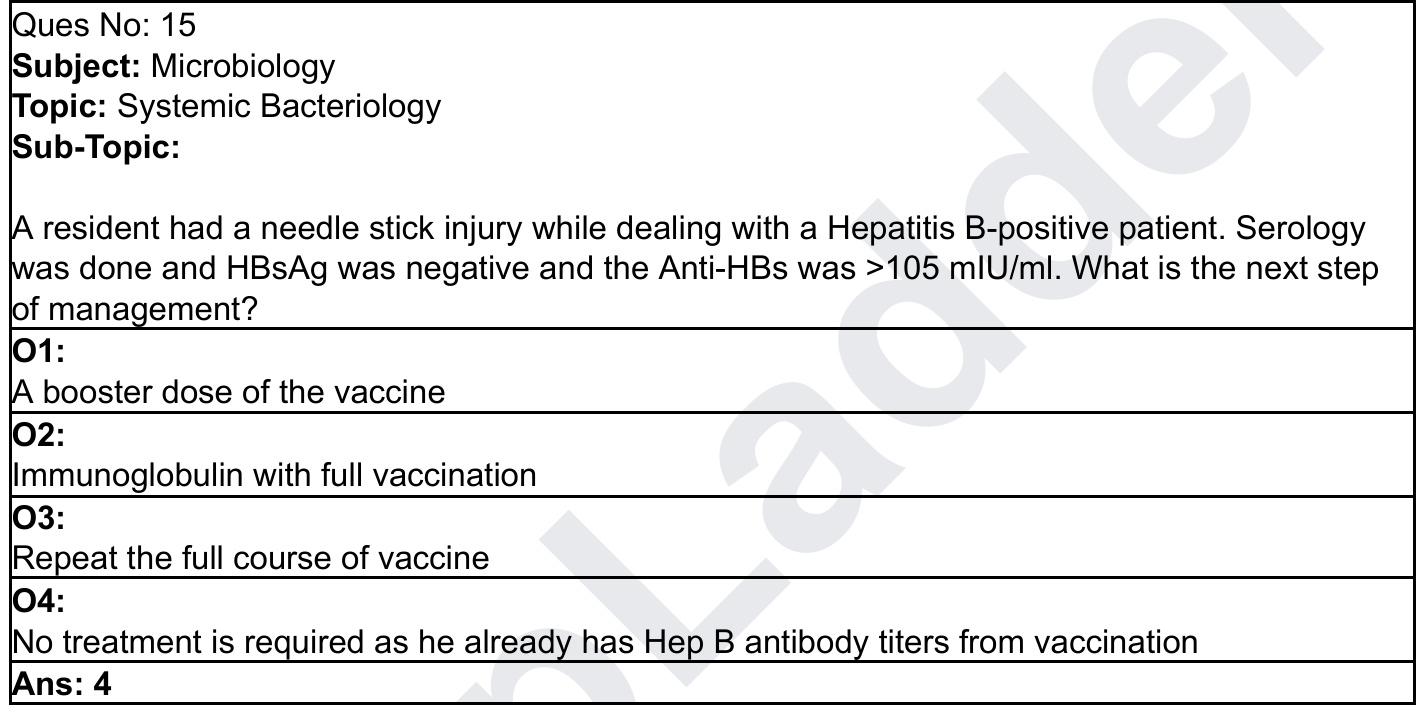 Ques No: 15
Subject: Microbiology
Topic: Systemic Bacteriology
Sub-Topic:
A resident had a needle stick injury while dealing with a Hepatitis B-positive patient. Serology
was done and HBsAg was negative and the Anti-HBs was >105 mIU/ml. What is the next step
of management?
O1:
A booster dose of the vaccine
O2:
Immunoglobulin with full vaccination
O3:
Repeat the full course of vaccine
O4:
No treatment is required as he already has Hep B antibody titers from vaccination
Ans: 4
pLadder